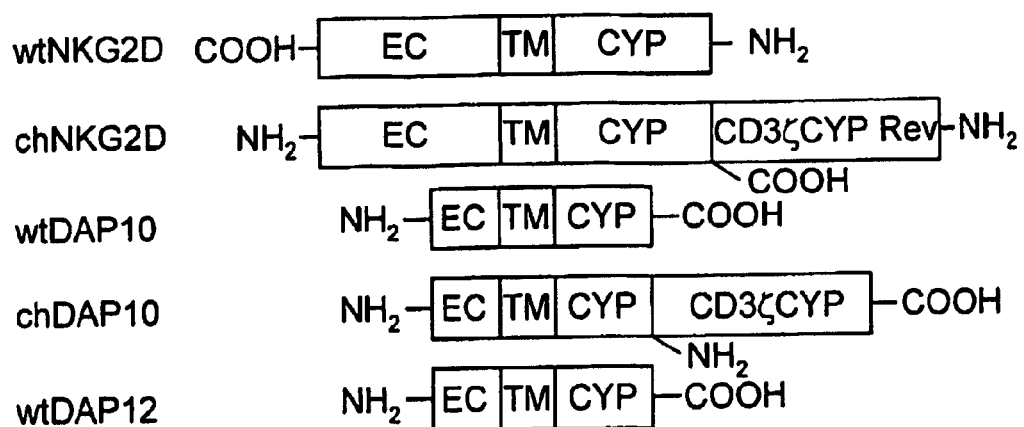 wtNKG2D COOH EC TM CYP NH₂
chNKG2D NH₂ EC TM CYP CD3ζCYP Rev NH₂
COOH
wtDAP10 NH₂ EC TM CYP COOH
chDAP10 NH₂ EC TM CYP CD3ζCYP COOH
NH₂
wtDAP12 NH₂ EC TM CYP COOH